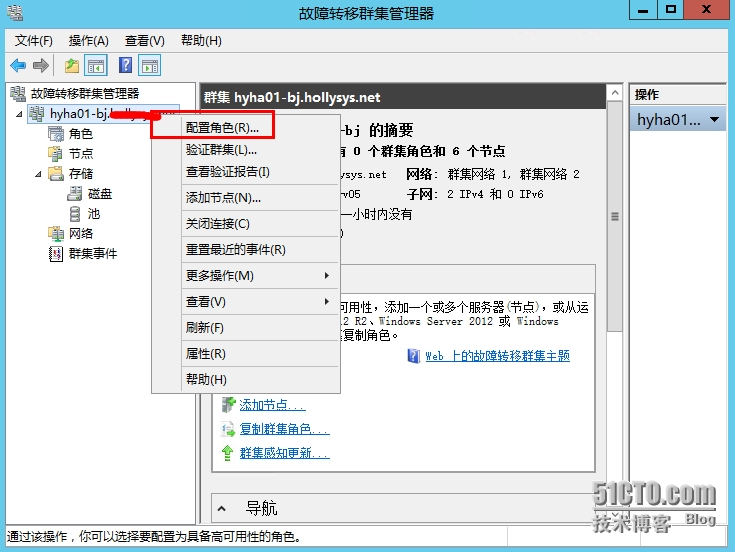 故障转移群集管理器
文件(F) 操作(A) 查看(V) 帮助(H)
故障转移群集管理器
hyha01-bj.
角色
节点
存储
磁盘
池
网络
群集事件
配置角色(R)...
验证群集(L)...
查看验证报告(I)
添加节点(N)...
关闭连接(C)
重置最近的事件(R)
更多操作(M)
查看(V)
刷新(F)
属性(R)
帮助(H)
群集 hyha01-bj.hollysys.net
-bj 的摘要
有 0 个群集角色和 6 个节点
ysys.net 网络: 群集网络 1, 群集网络 2
rv05 子网: 2 IPv4 和 0 IPv6
一小时内没有
)
可用性，添加一个或多个服务器(节点)，或从运
2 R2、Windows Server 2012 或 Windows
复制角色。
Web 上的故障转移群集主题
添加节点...
复制群集角色...
群集感知更新...
导航
操作
hyha01...
通过该操作，你可以选择要配置为具备高可用性的角色。
51CTO.com
技术博客 Blog